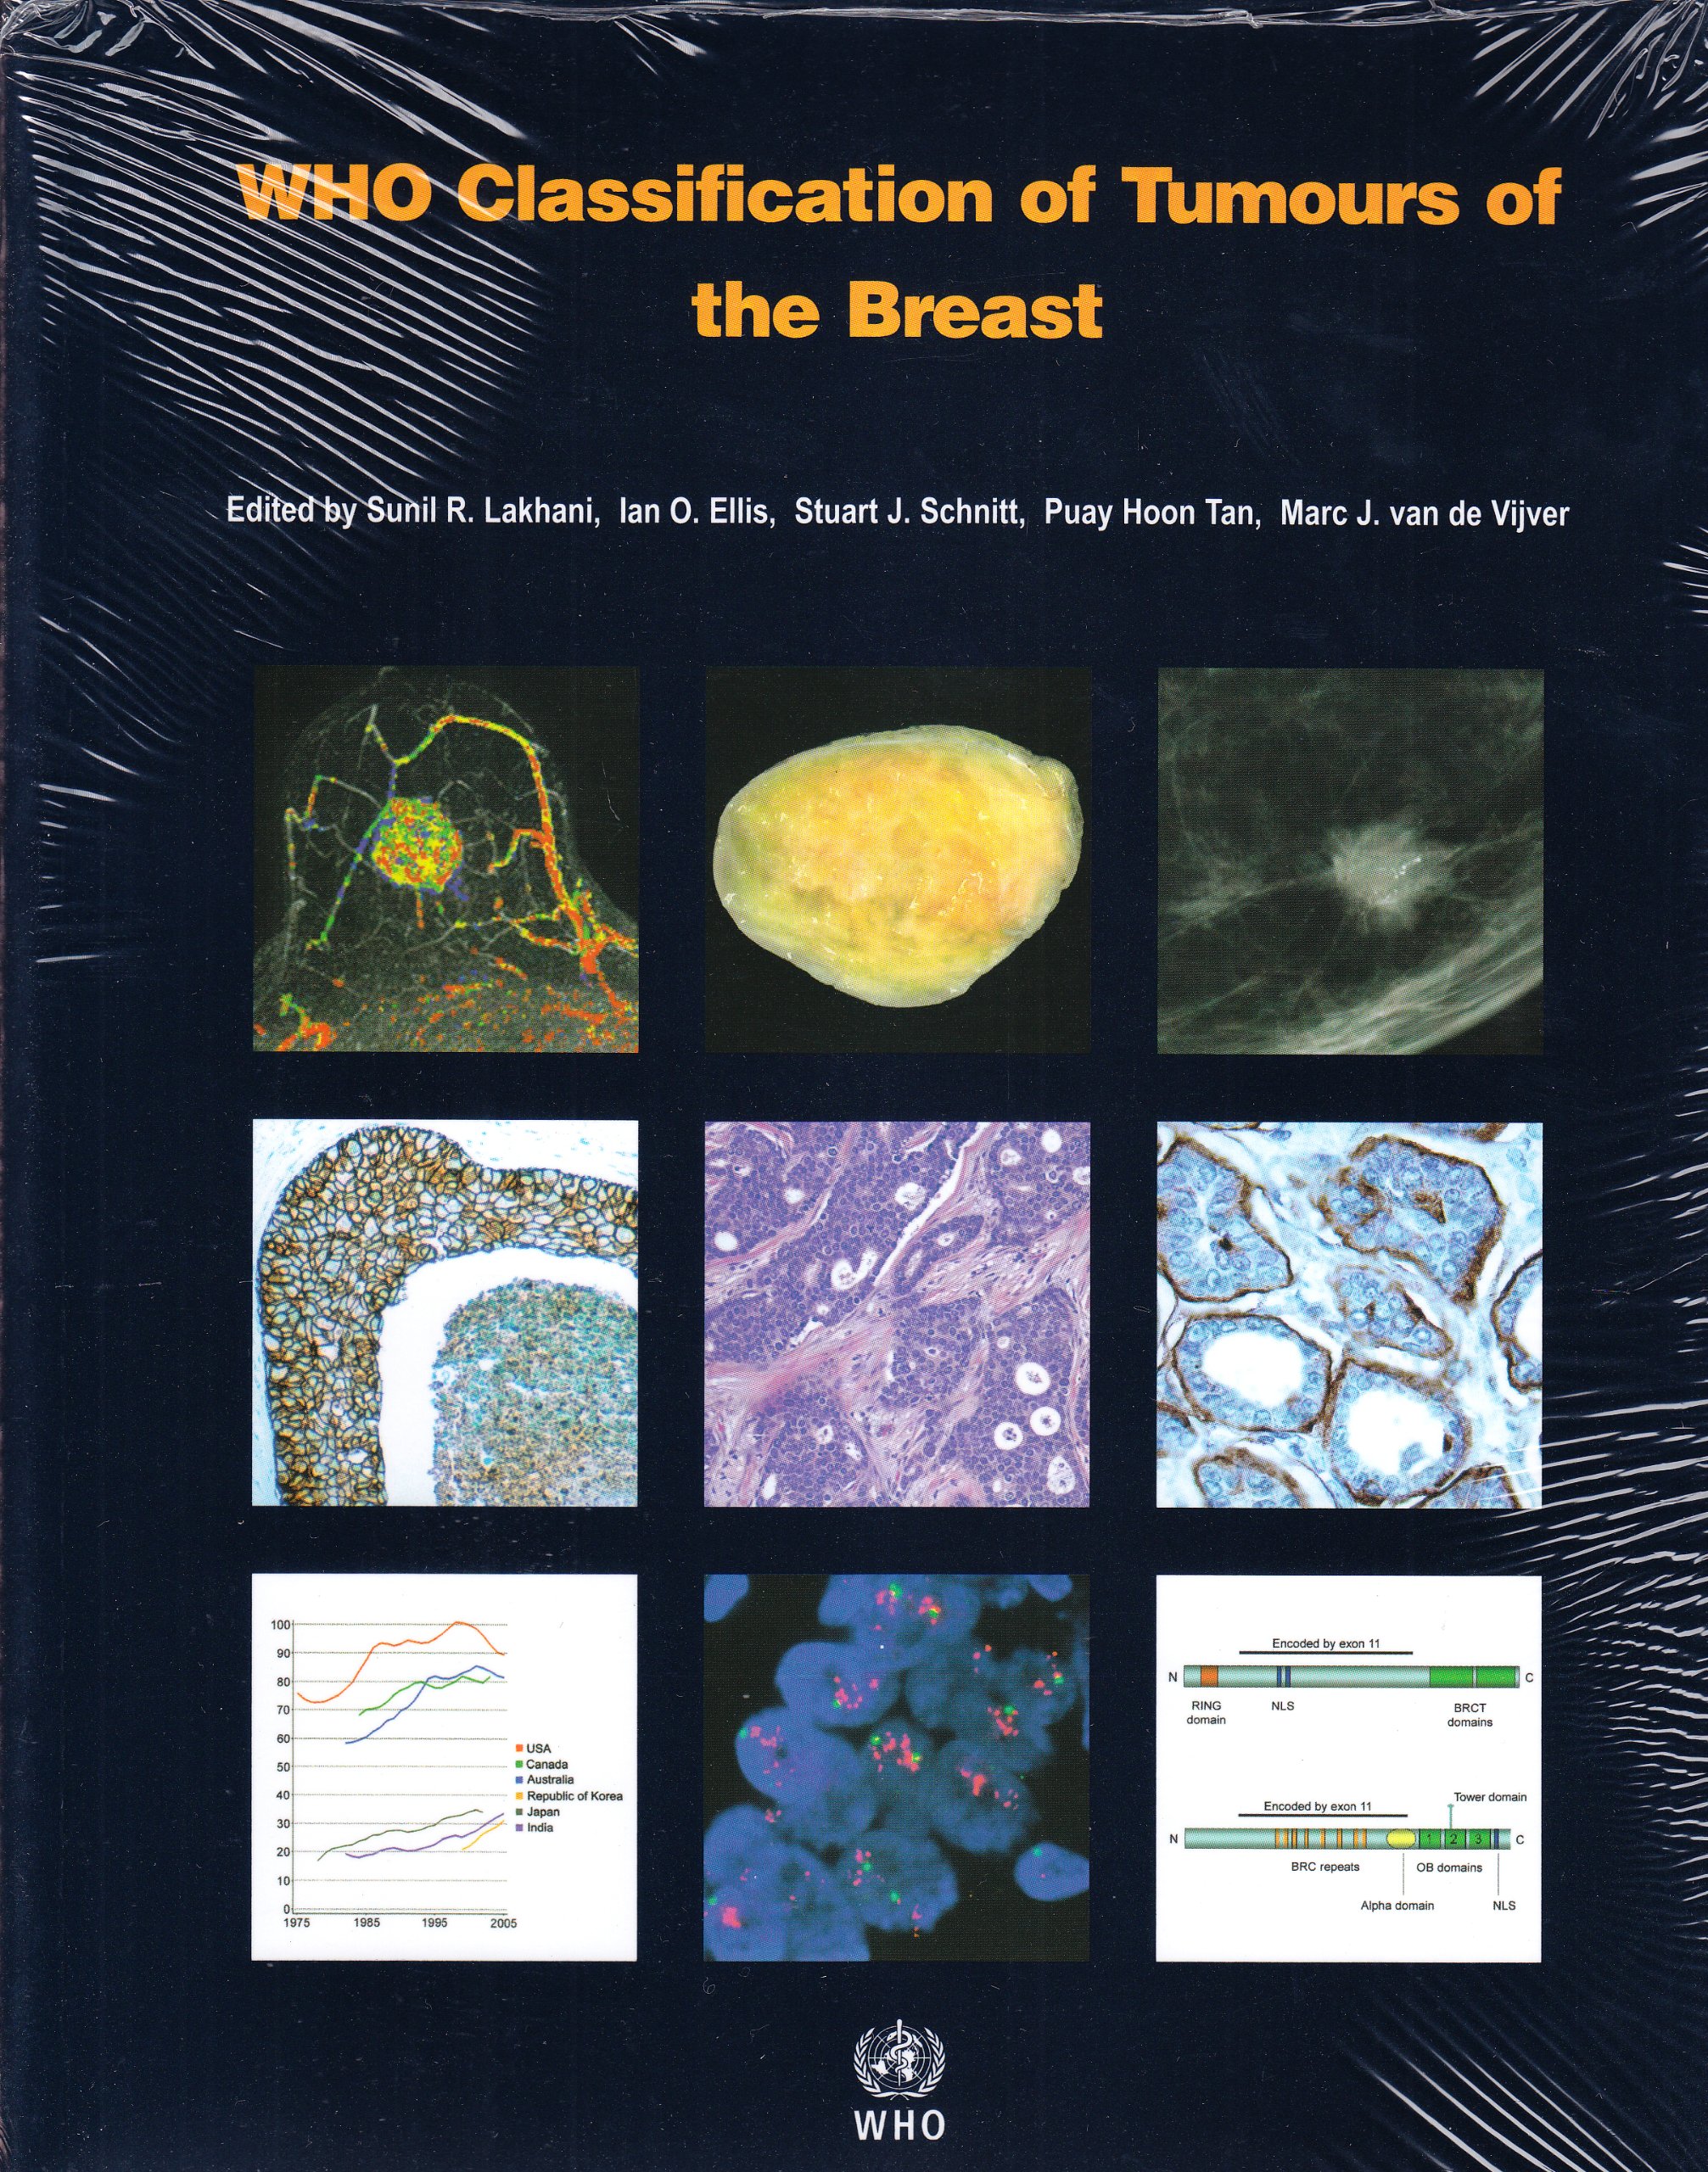 WHO Classification of Tumours of
the Breast
Edited by Sunil R. Lakhani, Ian O. Ellis, Stuart J. Schnitt, Puay Hoon Tan, Marc J. van de Vijver
100
90
80
70
60
50
40
30
20
10
0
1975 1985 1995 2005
USA
Canada
Australia
Republic of Korea
Japan
India
Encoded by exon 11
N C
RING
domain
NLS
BRCT
domains
Tower domain
Encoded by exon 11
N 1 2 3 C
BRC repeats OB domains
Alpha domain NLS
WHO